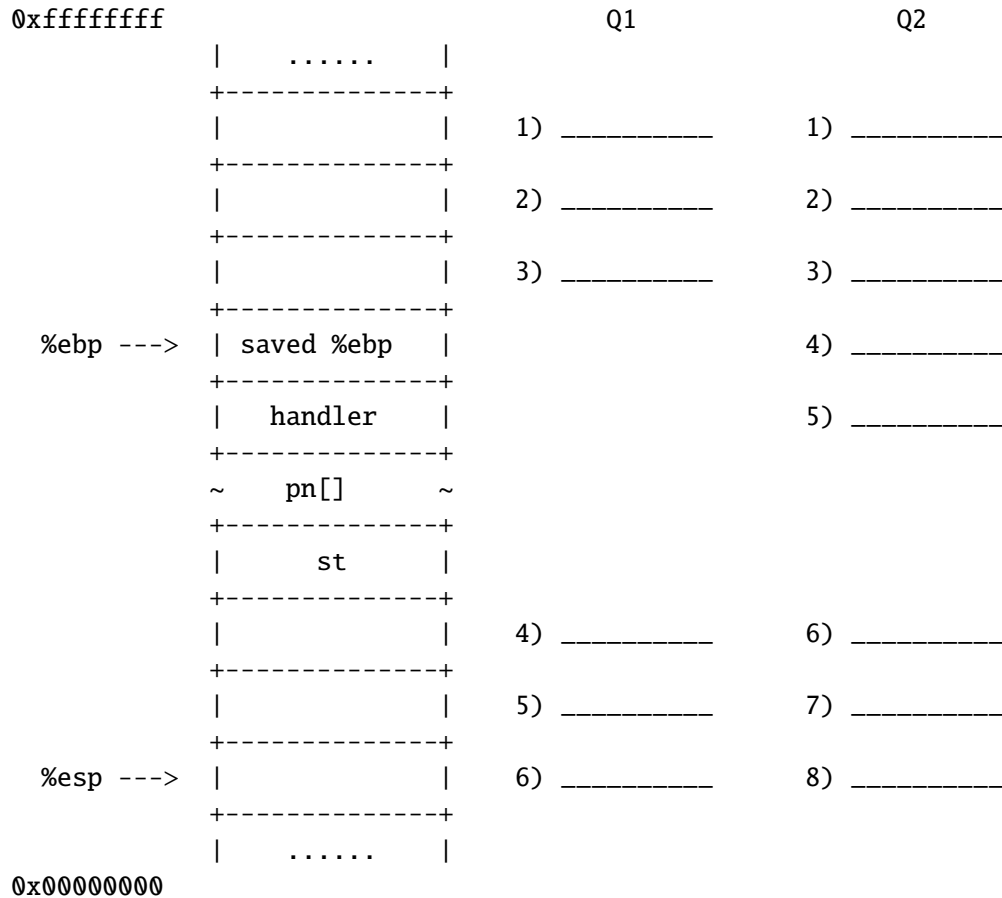 0xffffffff Q1 Q2
| ...... |
+--------------+
| | 1) __________ 1) __________
+--------------+
| | 2) __________ 2) __________
+--------------+
| | 3) __________ 3) __________
+--------------+
%ebp ---> | saved %ebp | 4) __________
+--------------+
| handler | 5) __________
+--------------+
~ pn[] ~
+--------------+
| st |
+--------------+
| | 4) __________ 6) __________
+--------------+
| | 5) __________ 7) __________
+--------------+
%esp ---> | | 6) __________ 8) __________
+--------------+
| ...... |
0x00000000